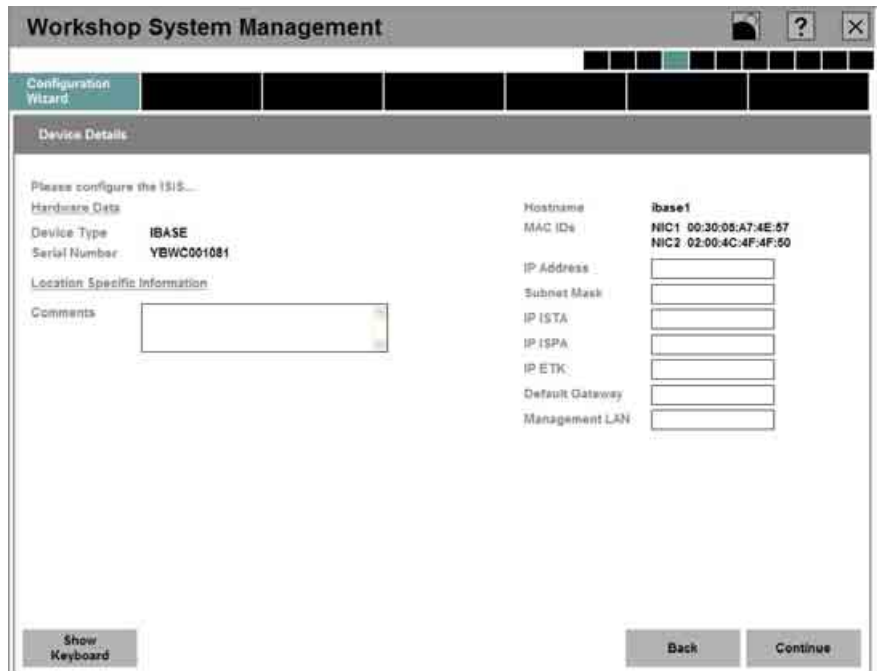 Workshop System Management
?
Configuration
Wizard
Device Details
Please configure the ISIS...
Hardware Data
Device Type IBASE
Serial Number YBWC001081
Location Specific Information
Comments
Hostname ibase1
MAC IDs NIC1 00:30:05:A7:4E:57
NIC2 02:00:4C:4F:4F:50
IP Address
Subnet Mask
IP ISTA
IP ISPA
IP ETK
Default Gateway
Management LAN
Show
Keyboard
Back
Continue